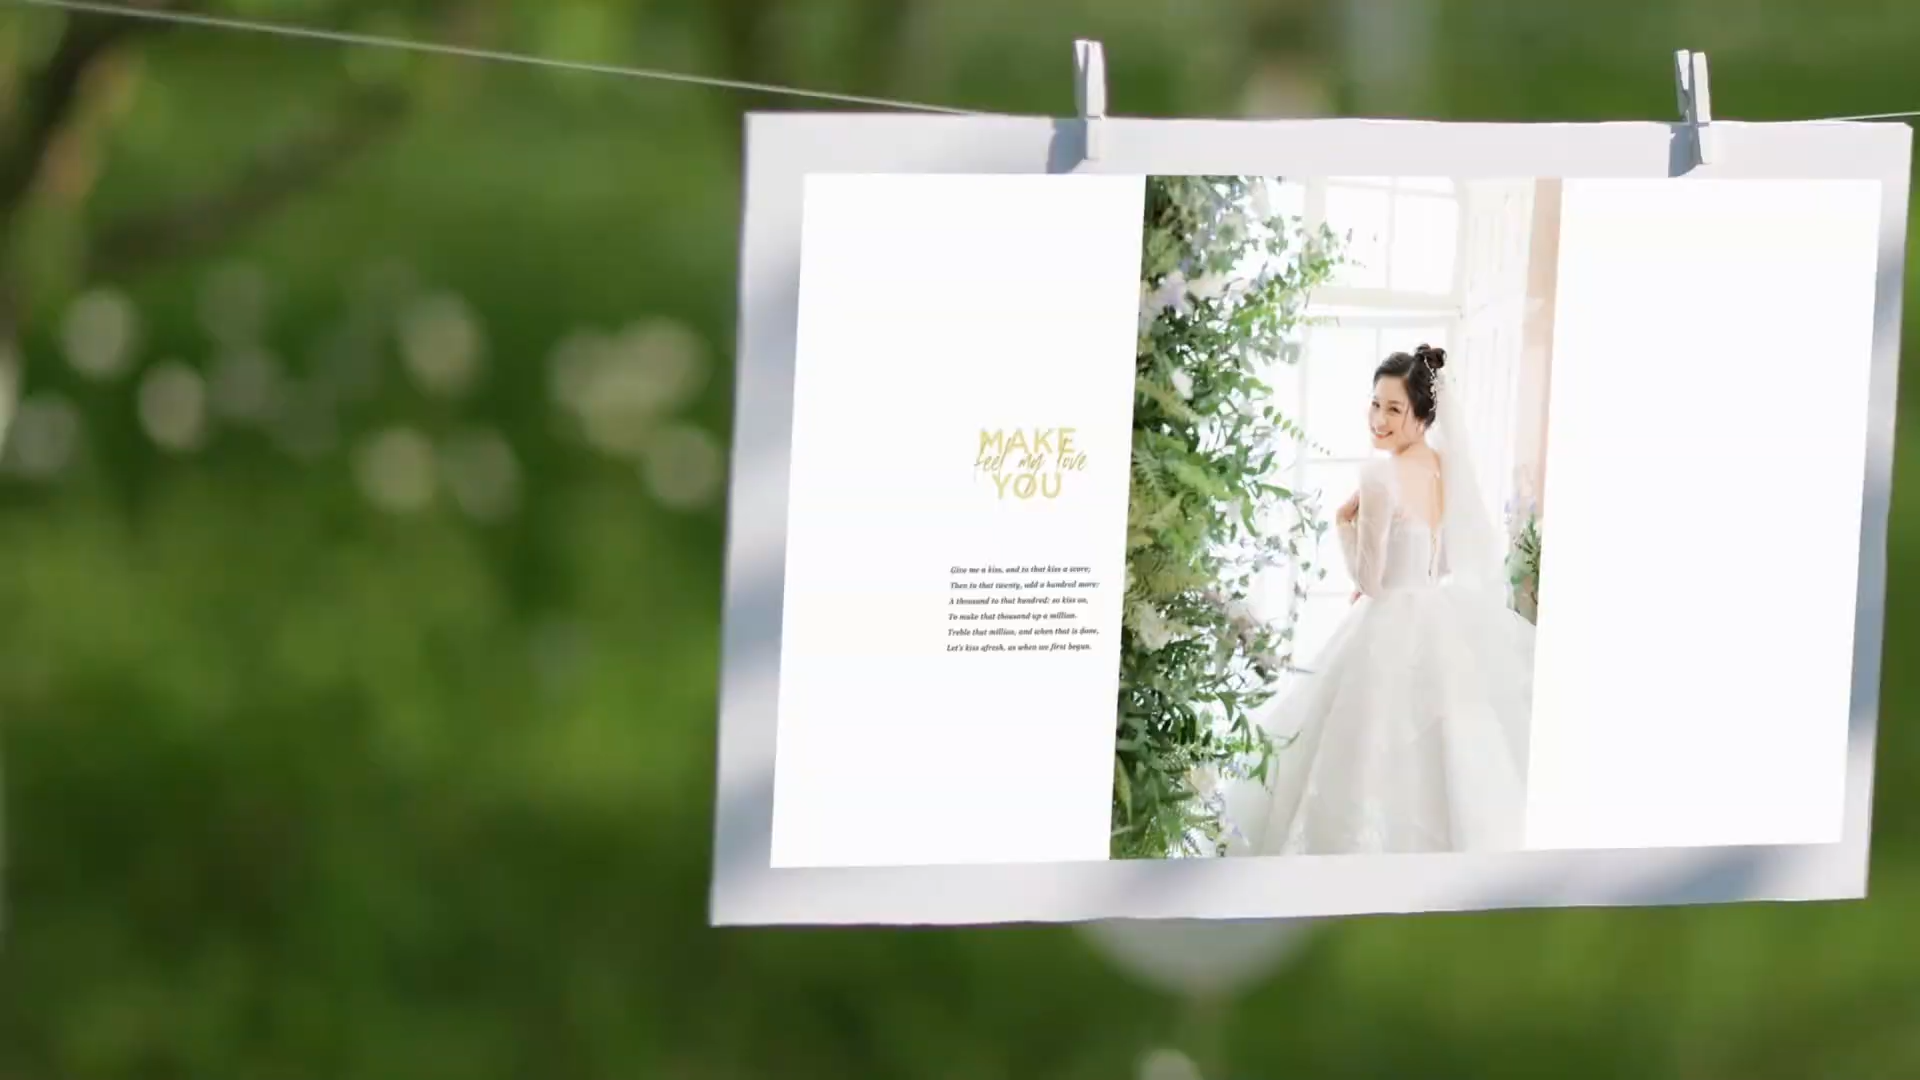 MAKE
feel my love
YOU
Give me a kiss, and to that kiss a score;
Then to that twenty, add a hundred more:
A thousand to that hundred: so kiss on,
To make that thousand up a million.
Treble that million, and when that is done,
Let's kiss afresh, as when we first begun.